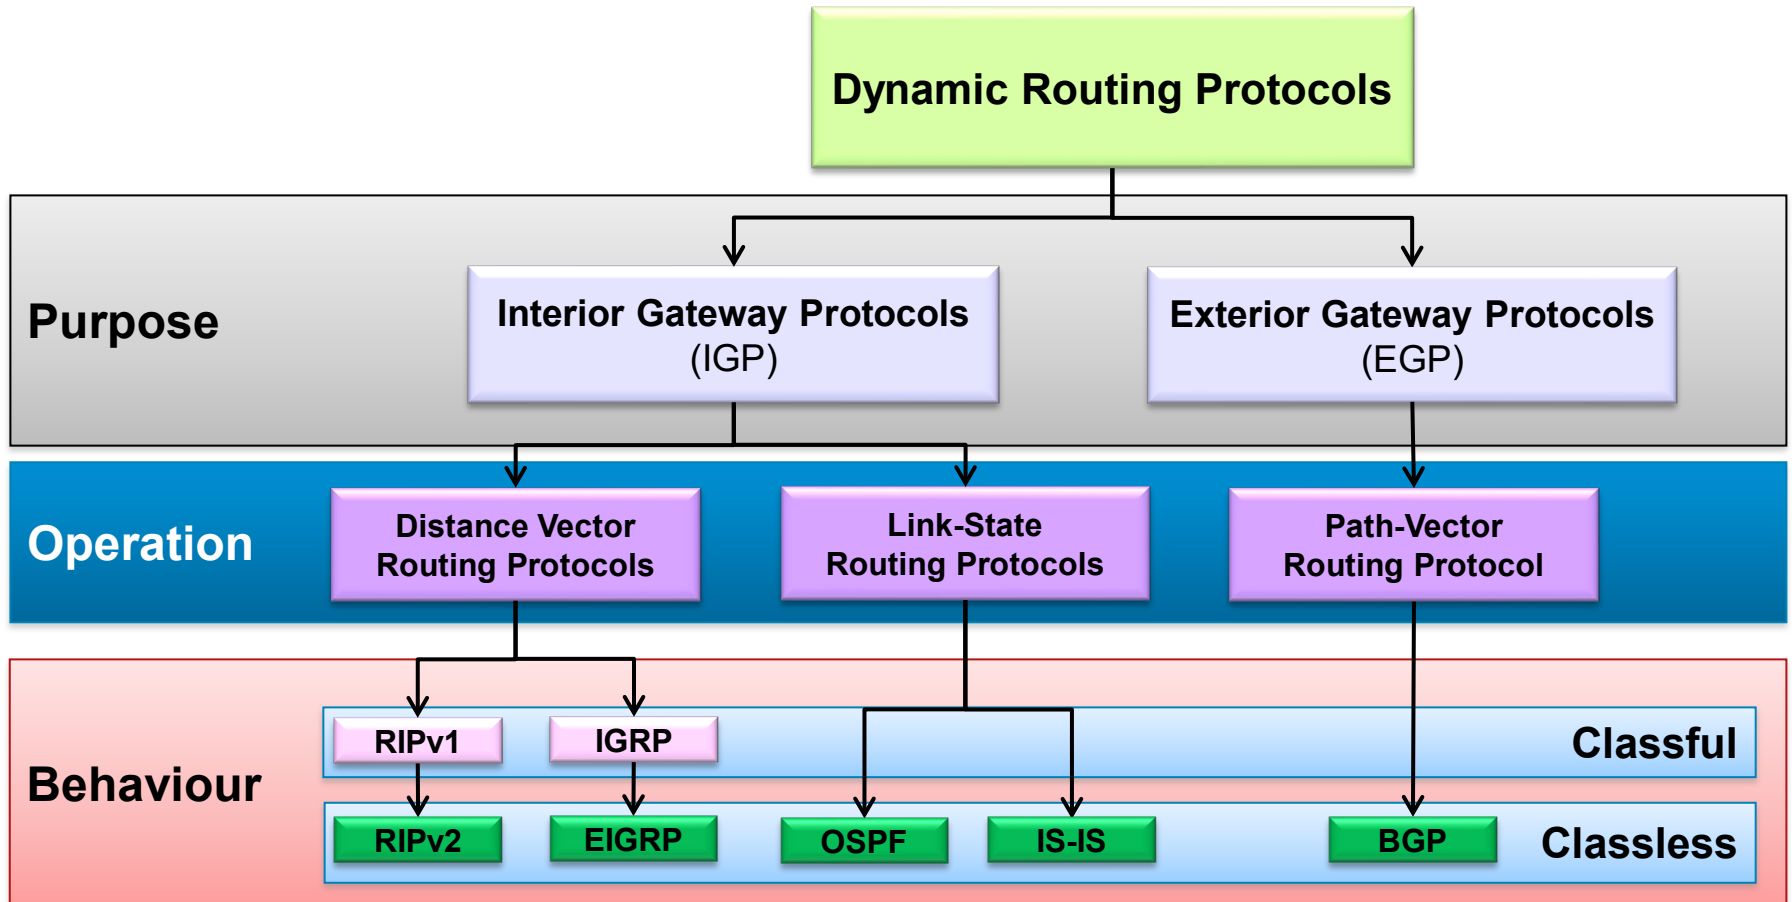 Dynamic Routing Protocols
Purpose
Interior Gateway Protocols
(IGP)
Exterior Gateway Protocols
(EGP)
Operation
Distance Vector
Routing Protocols
Link-State
Routing Protocols
Path-Vector
Routing Protocol
Behaviour
RIPv1
IGRP
Classful
RIPv2
EIGRP
OSPF
IS-IS
BGP
Classless